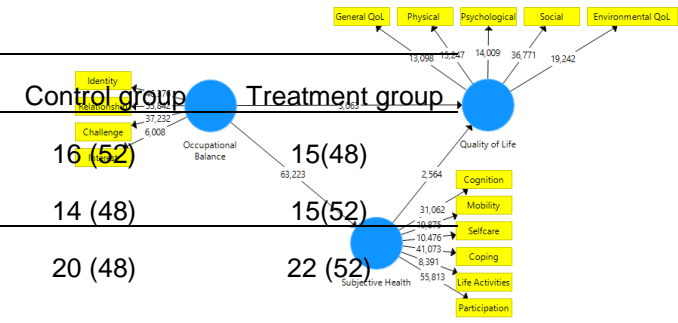 General QoL Physical Psychological Social Environmental QoL
13,098 15,247 14,009 36,771 19,242
Identity
Control group Treatment group
37,232
Challenge
6,008
Occupational
Balance
Quality of Life
16 (52) 15(48)
63,223 2,564
Cognition
31,062
Mobility
14 (48) 15(52)
Selfcare
10,476
41,073
Coping
8,391
20 (48) 22 (52)
Subjective Health
Life Activities
55,813
Participation